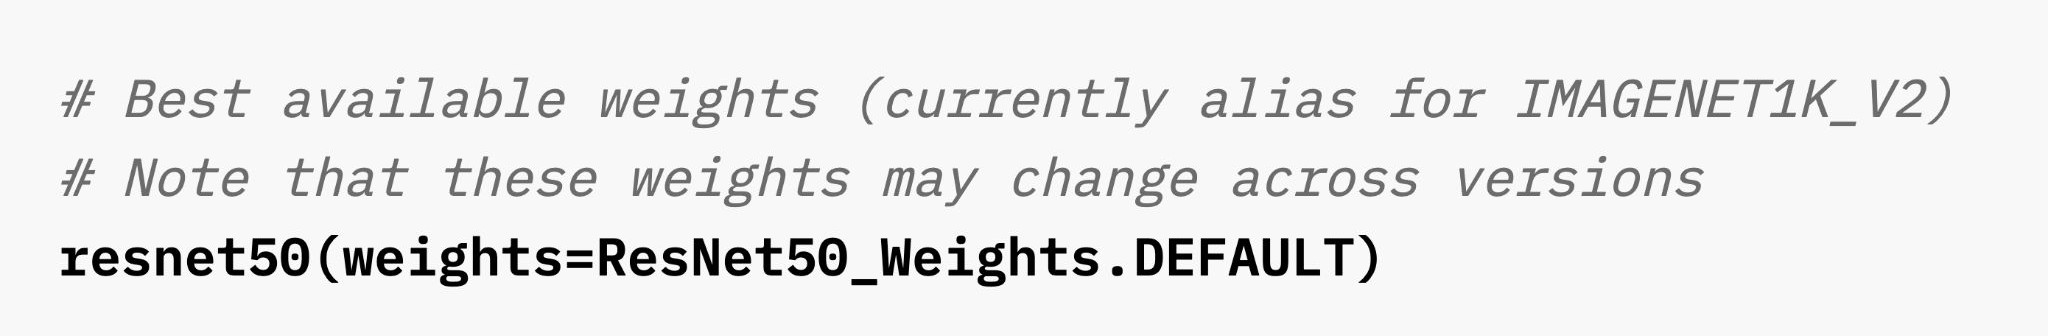 # Best available weights (currently alias for IMAGENET1K_V2)
# Note that these weights may change across versions
resnet50(weights=ResNet50_Weights.DEFAULT)